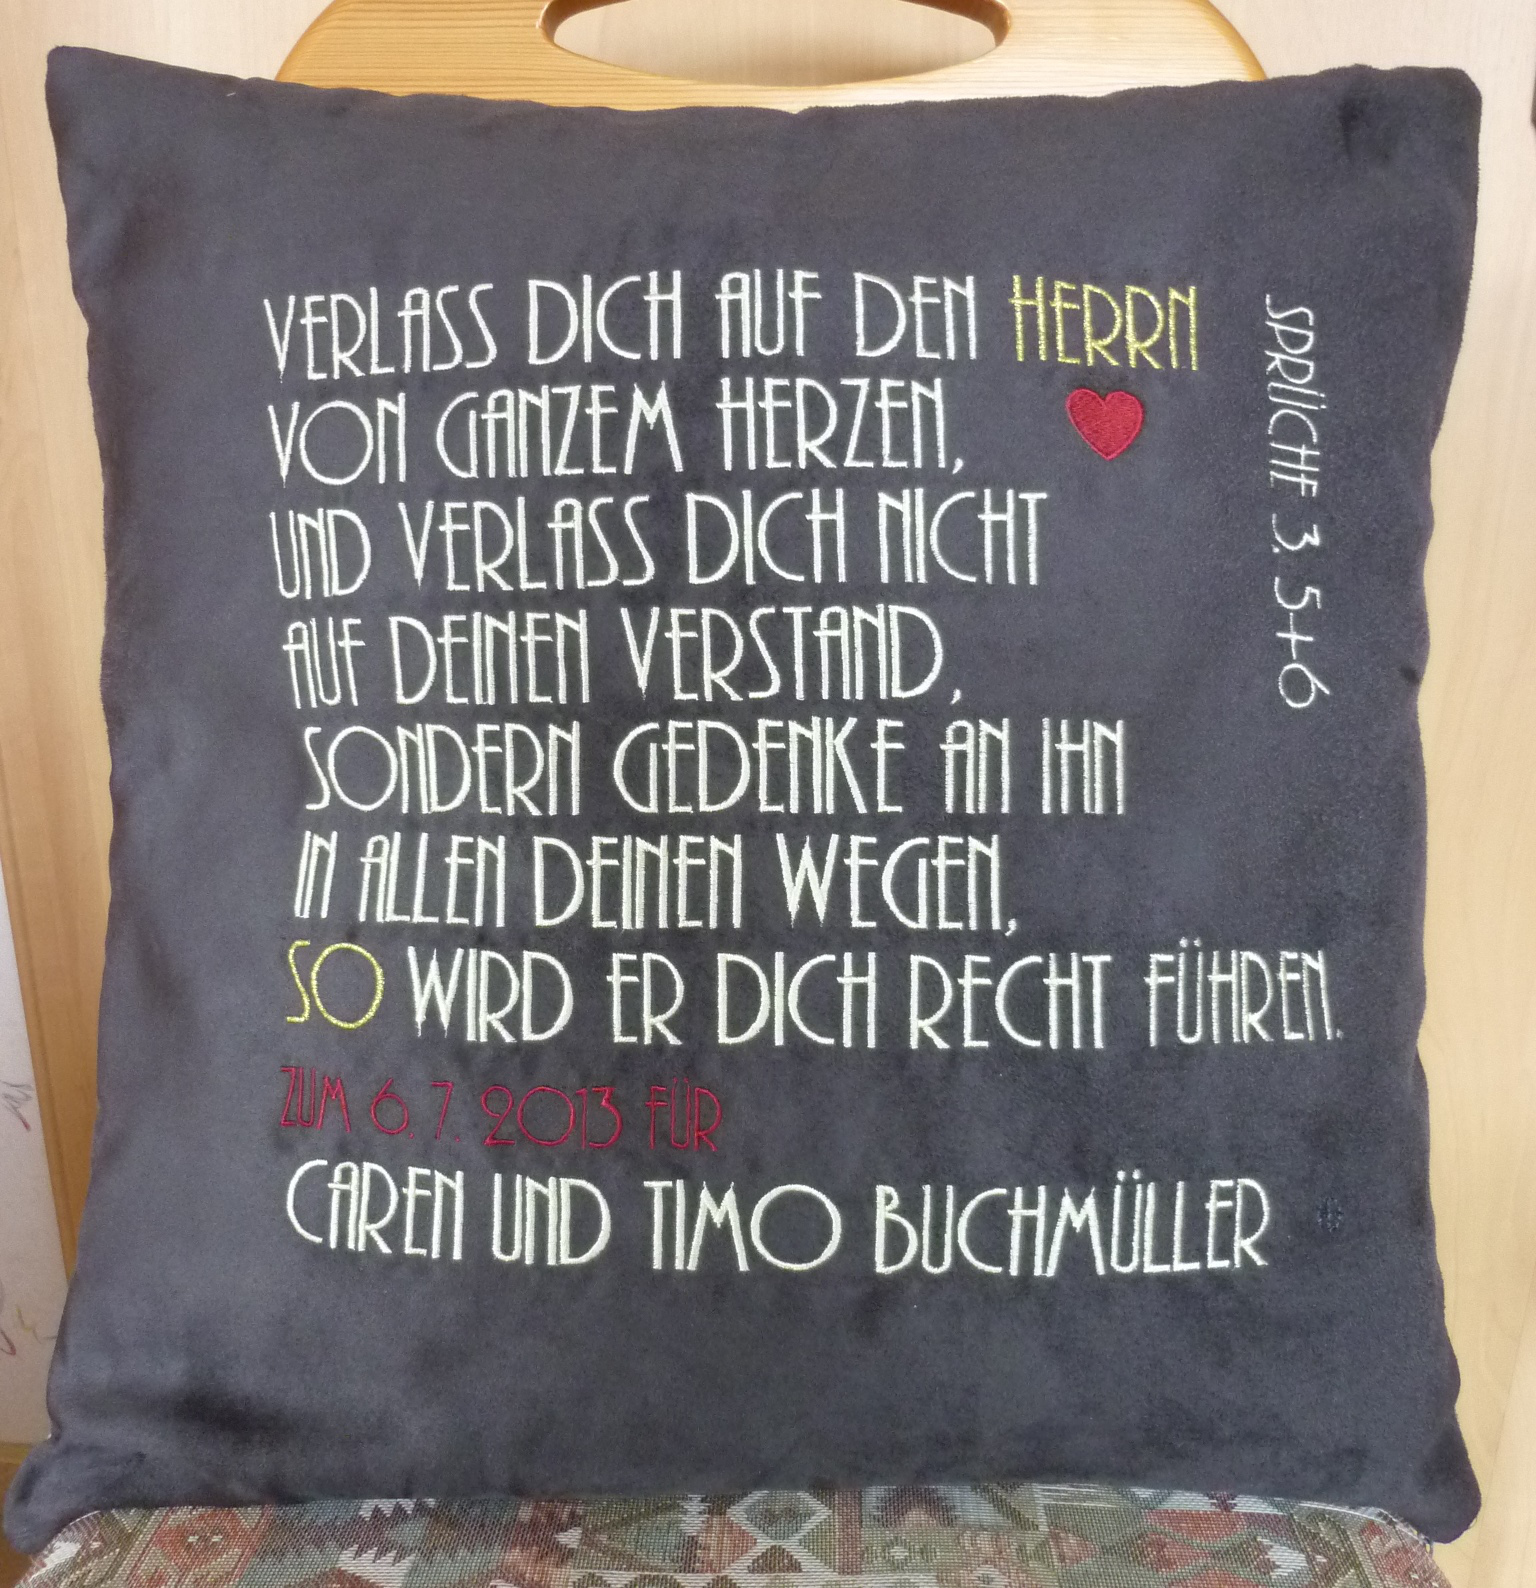 VERLASS DICH AUF DEN HERRN
VON GANZEM HERZEN,
UND VERLASS DICH NICHT
AUF DEINEN VERSTAND,
SONDERN GEDENKE AN IHN
IN ALLEN DEINEN WEGEN,
SO WIRD ER DICH RECHT FÜHREN.
ZUM 6. 7. 2013 FÜR
CAREN UND TIMO BUCHMÜLLER
SPRÜCHE 3. 5+6